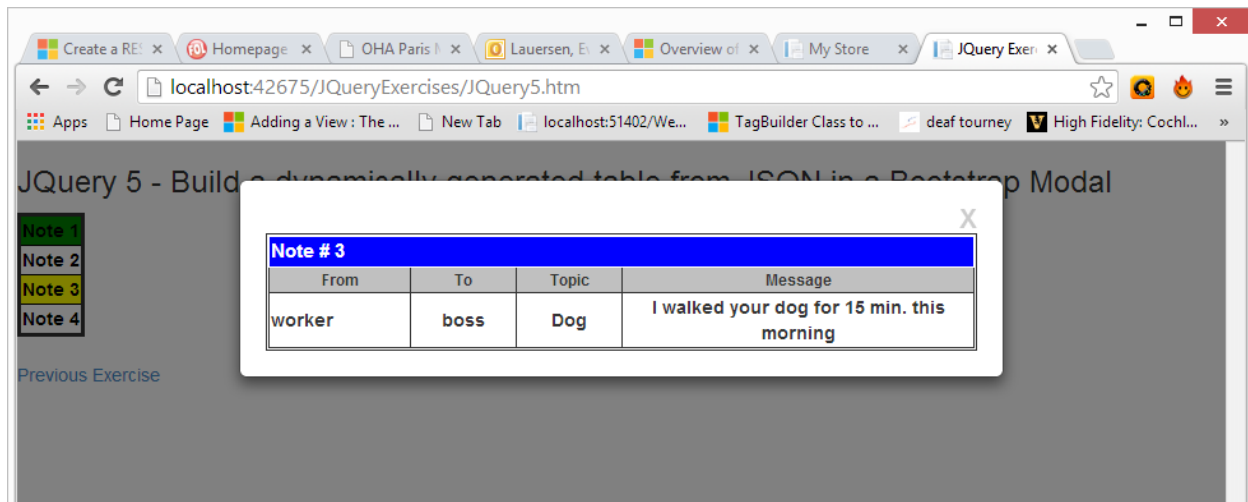 Create a RES
Homepage
OHA Paris
Lauersen, Ev
Overview of
My Store
JQuery Exer
localhost:42675/JQueryExercises/JQuery5.htm
Apps
Home Page
Adding a View : The ...
New Tab
localhost:51402/We...
TagBuilder Class to ...
deaf tourney
High Fidelity: Cochl...
»
JQuery 5 - Build a dynamically generated table from JSON in a Bootstrap Modal
X
Note # 3
From To Topic Message
worker boss Dog I walked your dog for 15 min. this
morning
Note 1
Note 2
Note 3
Note 4
Previous Exercise